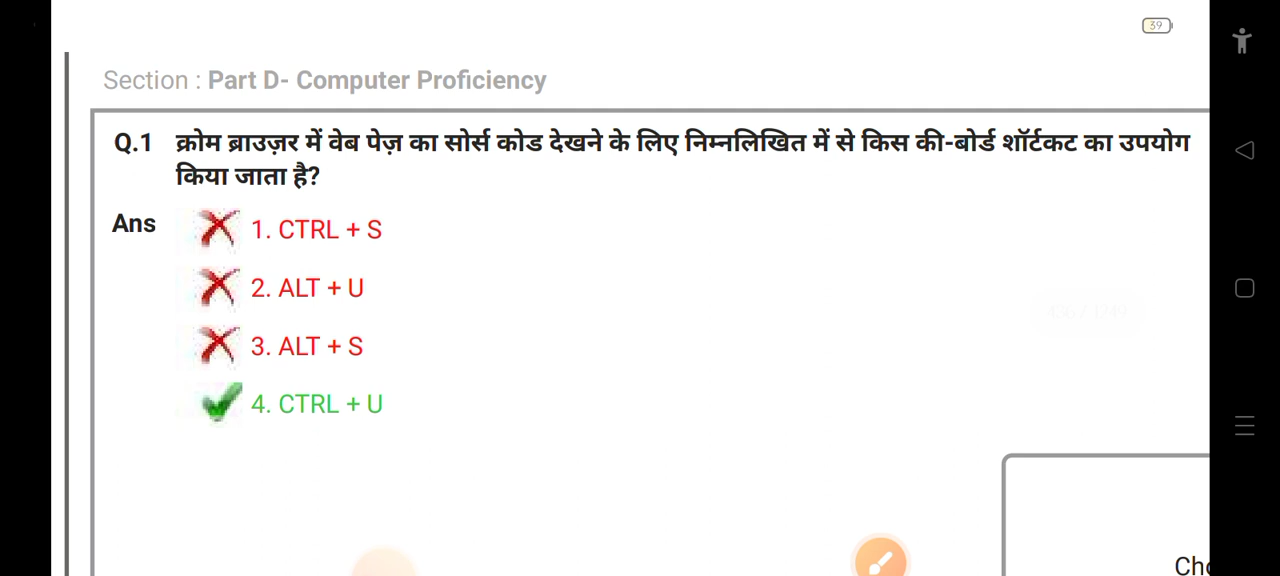 39
Section : Part D- Computer Proficiency
Q.1 क्रोम ब्राउज़र में वेब पेज़ का सोर्स कोड देखने के लिए निम्नलिखित में से किस की-बोर्ड शॉर्टकट का उपयोग
किया जाता है?
Ans
1. CTRL + S
2. ALT + U
3. ALT + S
4. CTRL + U